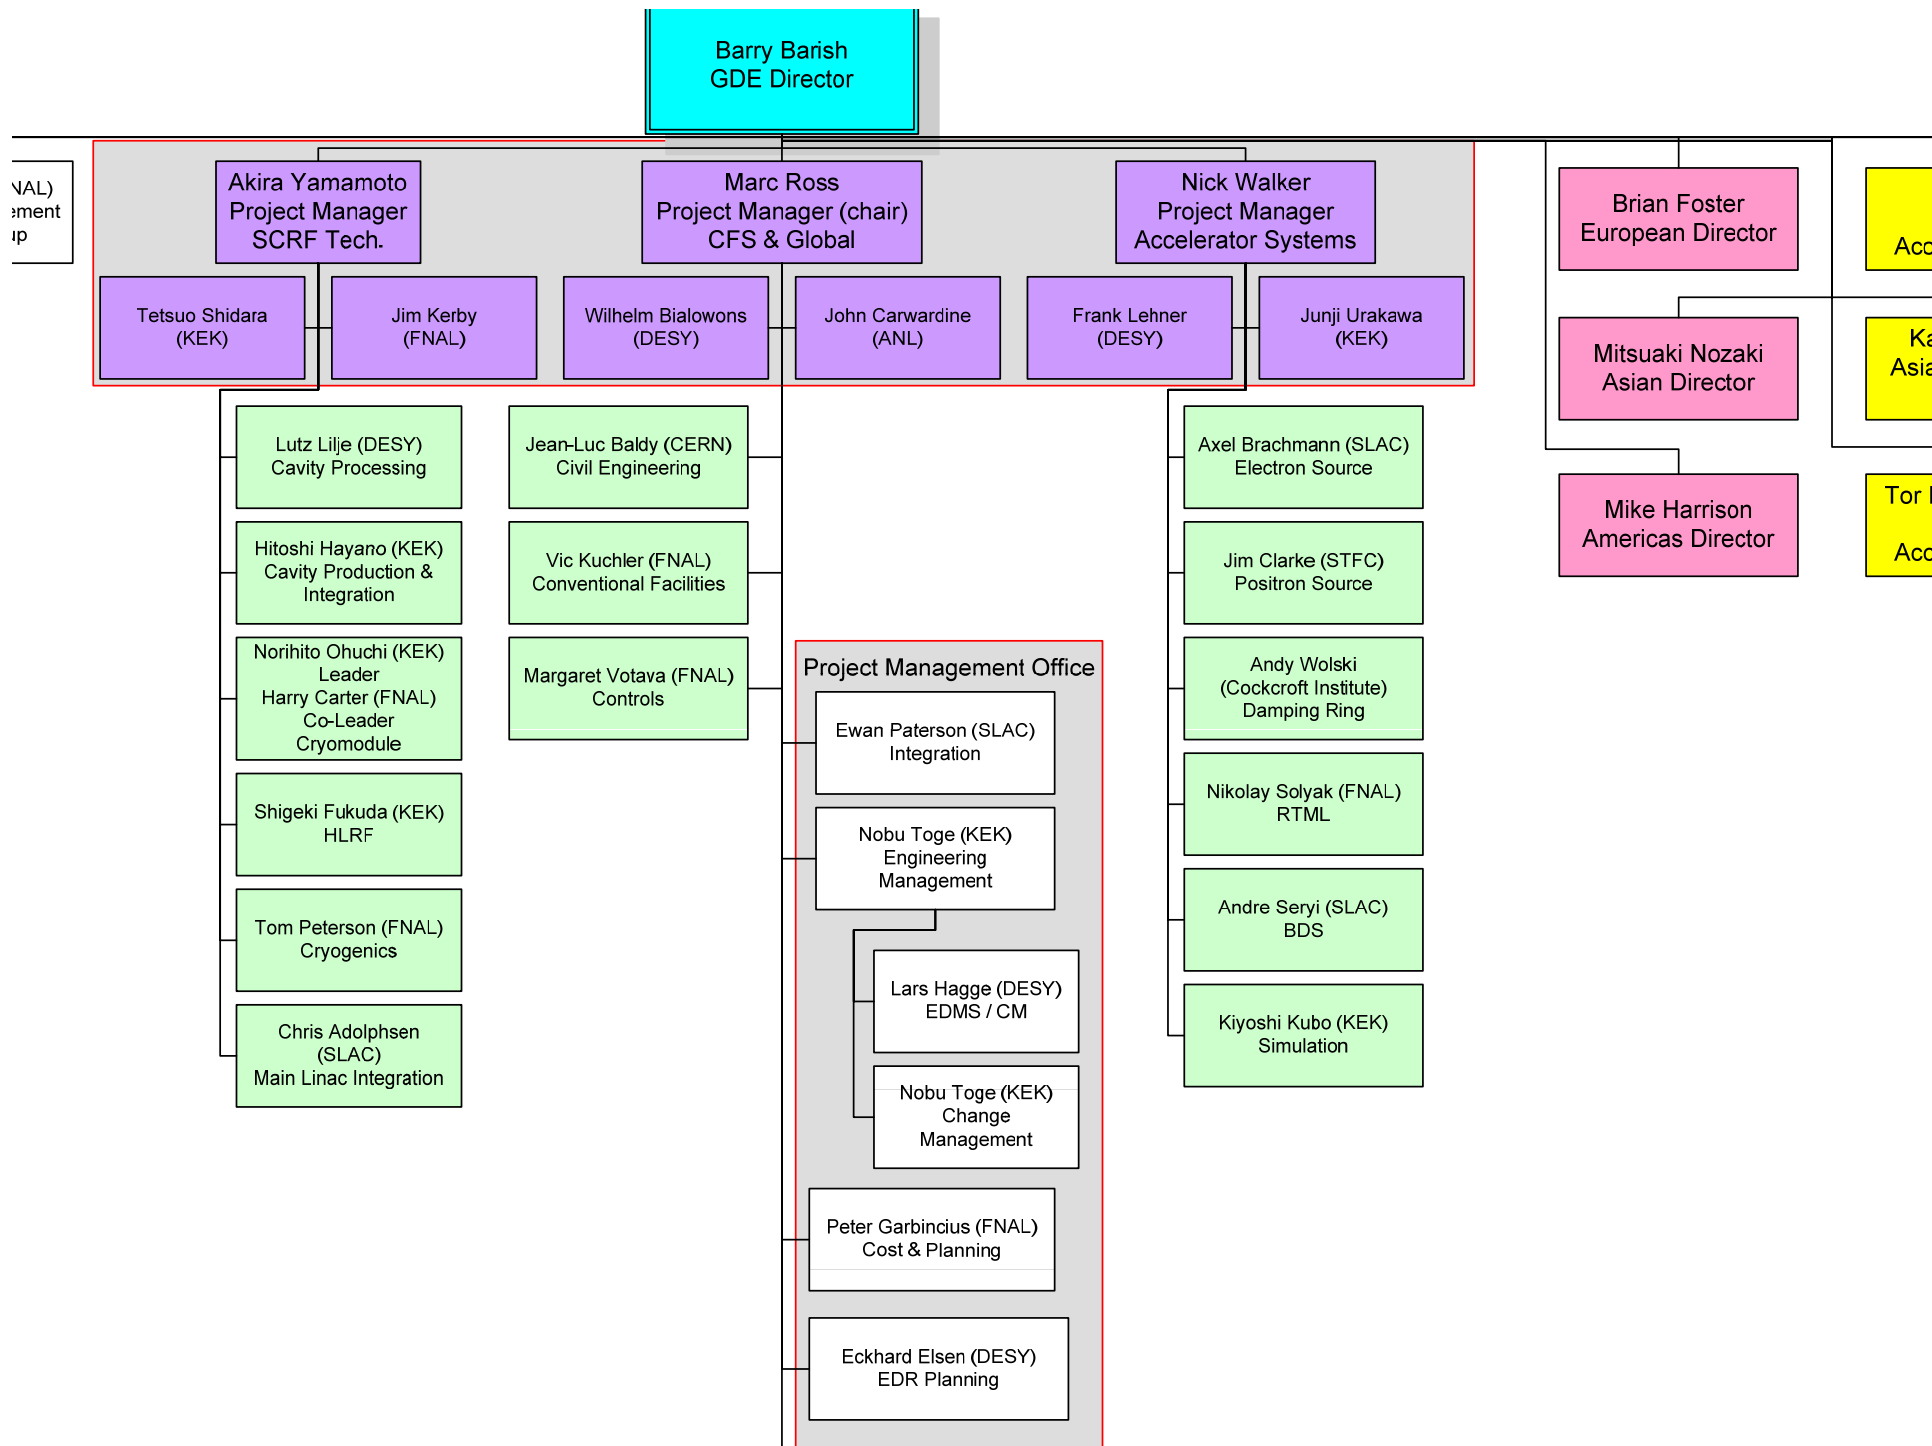 Barry Barish
GDE Director
NAL)
up
Akira Yamamoto
Project Manager
SCRF Tech.
Marc Ross
Project Manager (chair)
CFS & Global
Nick Walker
Project Manager
Accelerator Systems
Tetsuo Shidara
(KEK)
Jim Kerby
(FNAL)
Wilhelm Bialowons
(DESY)
John Carwardine
(ANL)
Frank Lehner
(DESY)
Junji Urakawa
(KEK)
Lutz Lilje (DESY)
Cavity Processing
Hitoshi Hayano (KEK)
Cavity Production &
Integration
Norihito Ohuchi (KEK)
Leader
Harry Carter (FNAL)
Co-Leader
Cryomodule
Shigeki Fukuda (KEK)
HLRF
Tom Peterson (FNAL)
Cryogenics
Chris Adolphsen
(SLAC)
Main Linac Integration
Jean-Luc Baldy (CERN)
Civil Engineering
Vic Kuchler (FNAL)
Conventional Facilities
Margaret Votava (FNAL)
Controls
Project Management Office
Ewan Paterson (SLAC)
Integration
Nobu Toge (KEK)
Engineering
Management
Lars Hagge (DESY)
EDMS / CM
Nobu Toge (KEK)
Change
Management
Peter Garbincius (FNAL)
Cost & Planning
Eckhard Elsen (DESY)
EDR Planning
Axel Brachmann (SLAC)
Electron Source
Jim Clarke (STFC)
Positron Source
Andy Wolski
(Cockcroft Institute)
Damping Ring
Nikolay Solyak (FNAL)
RTML
Andre Seryi (SLAC)
BDS
Kiyoshi Kubo (KEK)
Simulation
Brian Foster
European Director
Mitsuaki Nozaki
Asian Director
Mike Harrison
Americas Director
Acc
Ka
Asia
Tor
Acc